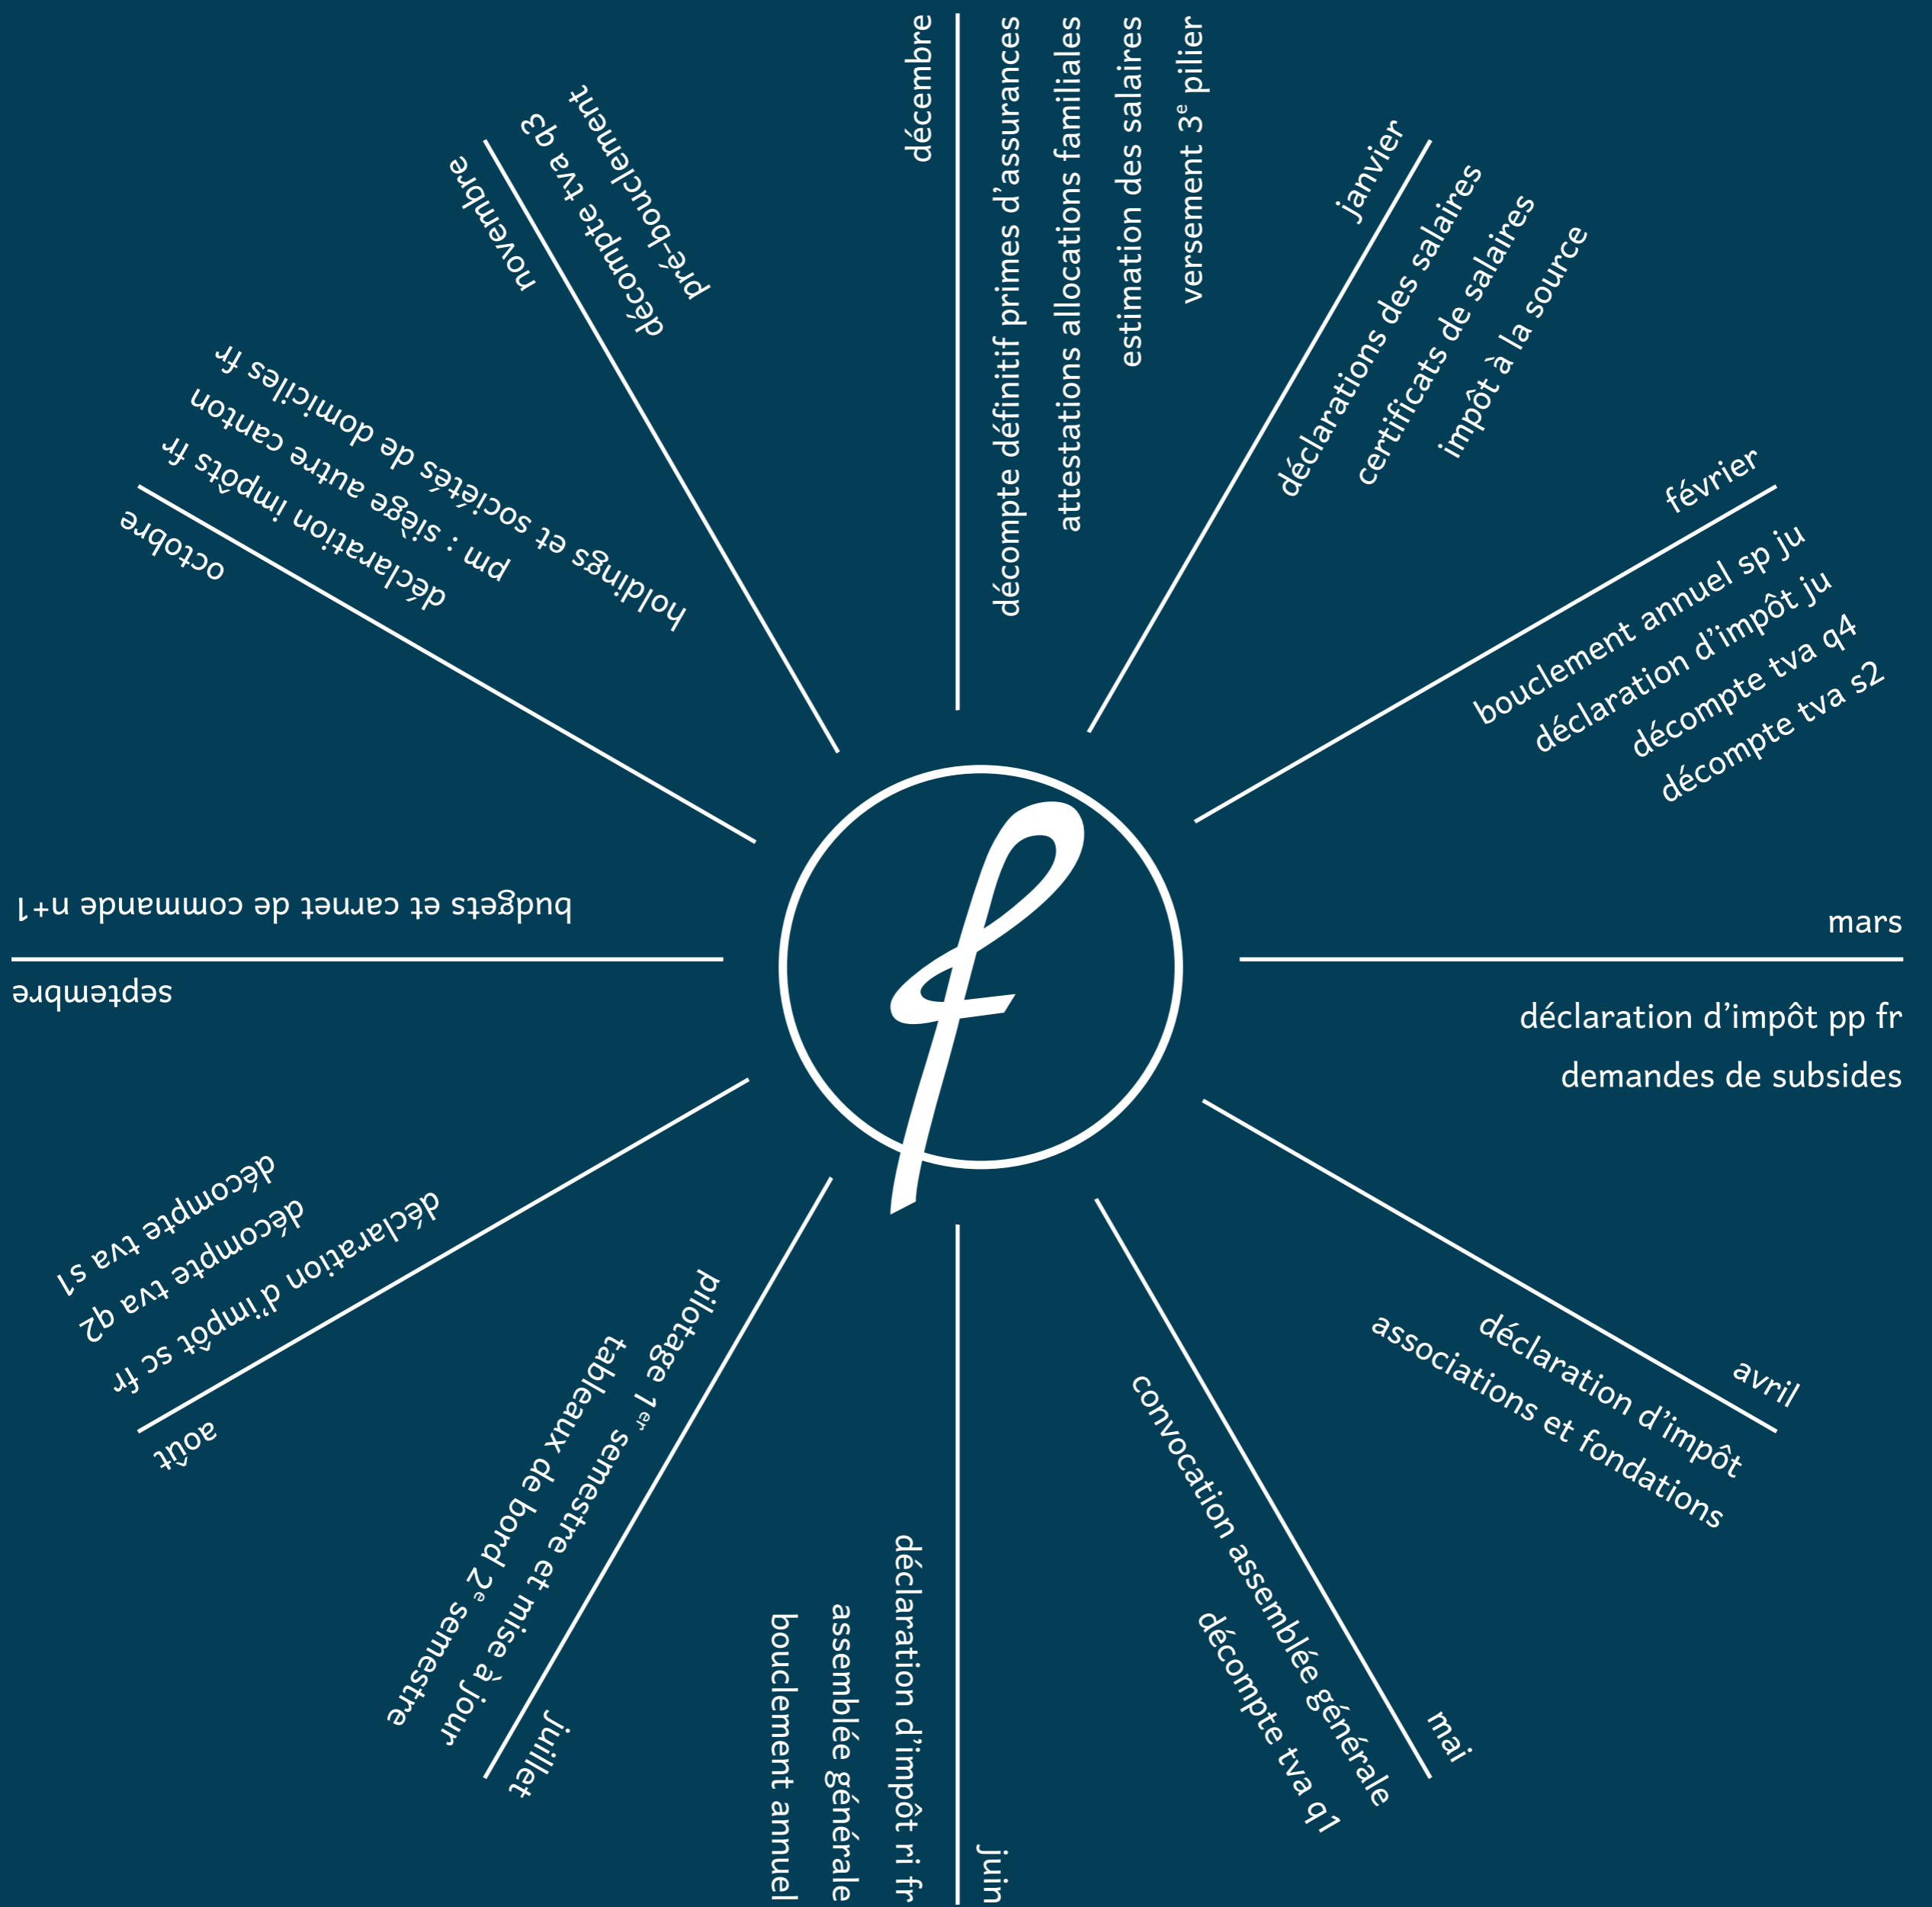 janvier
déclarations des salaires
certificats de salaires
impôt à la source
février
bouclement annuel sp ju
déclaration d’impôt ju
décompte tva q4
décompte tva s2
mars
déclaration d’impôt pp fr
demandes de subsides
avril
déclaration d’impôt
associations et fondations
mai
convocation assemblée générale
décompte tva q1
juin
déclaration d’impôt ri fr
assemblée générale
bouclement annuel
juillet
pilotage 1er semestre et mise à jour
tableaux de bord 2e semestre
août
déclaration d’impôt sc fr
décompte tva q2
décompte tva s1
septembre
budgets et carnet de commande n+1
octobre
déclaration impôts fr
pm : siège autre canton
holdings et sociétés de domiciles fr
novembre
décompte tva q3
pré-bouclement
décembre
décompte définitif primes d’assurances
attestations allocations familiales
estimation des salaires
versement 3e pilier